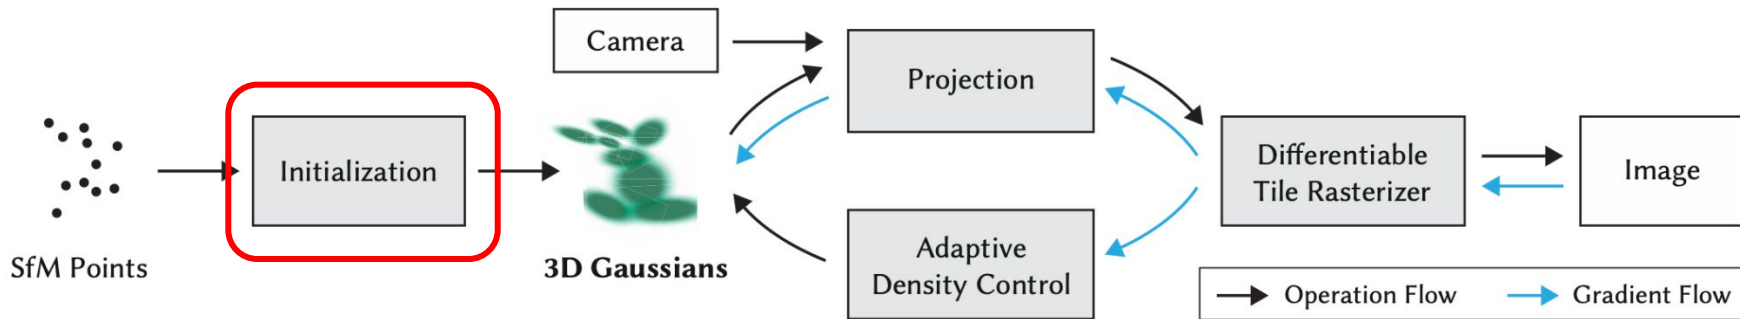 SfM Points
Initialization
Camera
3D Gaussians
Projection
Adaptive
Density Control
Differentiable
Tile Rasterizer
Image
Operation Flow
Gradient Flow